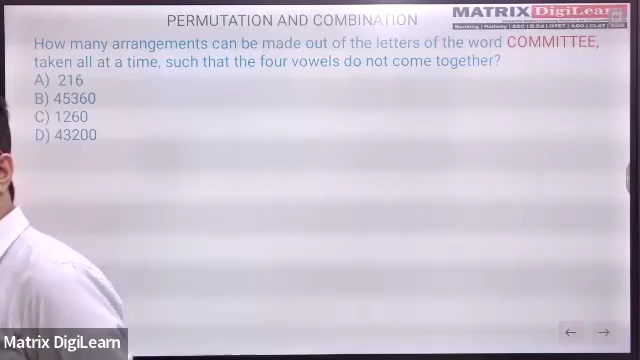 PERMUTATION AND COMBINATION
MATRIX DigiLearn
How many arrangements can be made out of the letters of the word COMMITTEE,
taken all at a time, such that the four vowels do not come together?
A) 216
B) 45360
C) 1260
D) 43200
← →
Matrix DigiLearn